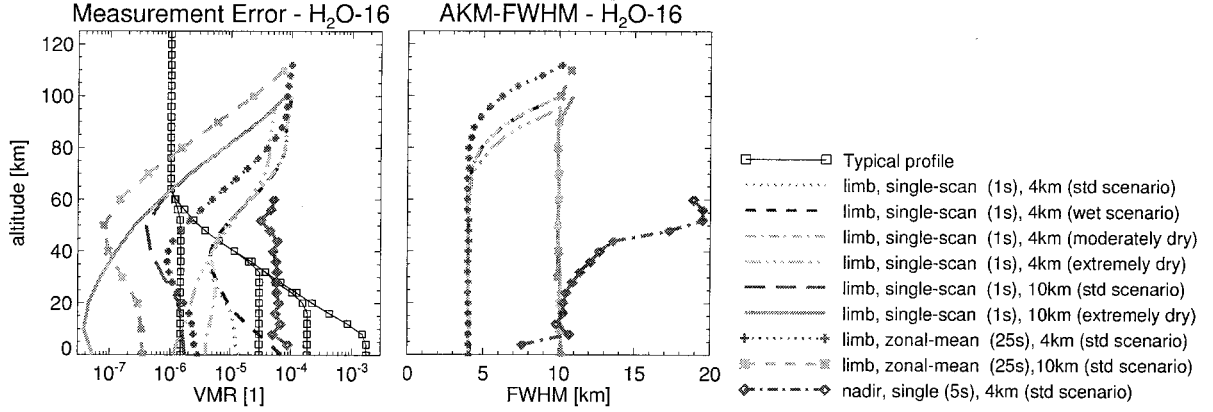 Measurement Error - H2O-16
AKM-FWHM - H2O-16
altitude [km]
120
100
80
60
40
20
0
10^-7 10^-6 10^-5 10^-4 10^-3
VMR [1]
0 5 10 15 20
FWHM [km]
Typical profile
limb, single-scan (1s), 4km (std scenario)
limb, single-scan (1s), 4km (wet scenario)
limb, single-scan (1s), 4km (moderately dry)
limb, single-scan (1s), 4km (extremely dry)
limb, single-scan (1s), 10km (std scenario)
limb, single-scan (1s), 10km (extremely dry)
limb, zonal-mean (25s), 4km (std scenario)
limb, zonal-mean (25s),10km (std scenario)
nadir, single (5s), 4km (std scenario)